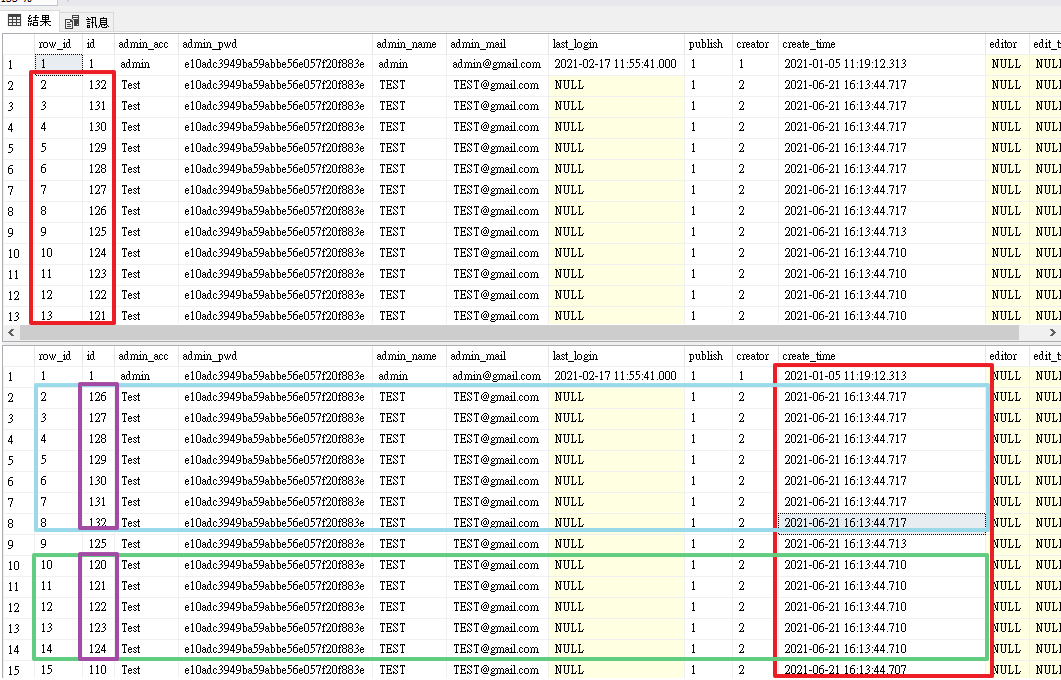 結果 訊息
row_id id admin_acc admin_pwd admin_name admin_mail last_login publish creator create_time editor edit_t
1 1 1 admin e10adc3949ba59abbe56e057f20f883e admin admin@gmail.com 2021-02-17 11:55:41.000 1 1 2021-01-05 11:19:12.313 NULL NULL
2 2 132 Test e10adc3949ba59abbe56e057f20f883e TEST TEST@gmail.com NULL 1 2 2021-06-21 16:13:44.717 NULL NULL
3 3 131 Test e10adc3949ba59abbe56e057f20f883e TEST TEST@gmail.com NULL 1 2 2021-06-21 16:13:44.717 NULL NULL
4 4 130 Test e10adc3949ba59abbe56e057f20f883e TEST TEST@gmail.com NULL 1 2 2021-06-21 16:13:44.717 NULL NULL
5 5 129 Test e10adc3949ba59abbe56e057f20f883e TEST TEST@gmail.com NULL 1 2 2021-06-21 16:13:44.717 NULL NULL
6 6 128 Test e10adc3949ba59abbe56e057f20f883e TEST TEST@gmail.com NULL 1 2 2021-06-21 16:13:44.717 NULL NULL
7 7 127 Test e10adc3949ba59abbe56e057f20f883e TEST TEST@gmail.com NULL 1 2 2021-06-21 16:13:44.717 NULL NULL
8 8 126 Test e10adc3949ba59abbe56e057f20f883e TEST TEST@gmail.com NULL 1 2 2021-06-21 16:13:44.717 NULL NULL
9 9 125 Test e10adc3949ba59abbe56e057f20f883e TEST TEST@gmail.com NULL 1 2 2021-06-21 16:13:44.713 NULL NULL
10 10 124 Test e10adc3949ba59abbe56e057f20f883e TEST TEST@gmail.com NULL 1 2 2021-06-21 16:13:44.710 NULL NULL
11 11 123 Test e10adc3949ba59abbe56e057f20f883e TEST TEST@gmail.com NULL 1 2 2021-06-21 16:13:44.710 NULL NULL
12 12 122 Test e10adc3949ba59abbe56e057f20f883e TEST TEST@gmail.com NULL 1 2 2021-06-21 16:13:44.710 NULL NULL
13 13 121 Test e10adc3949ba59abbe56e057f20f883e TEST TEST@gmail.com NULL 1 2 2021-06-21 16:13:44.710 NULL NULL
row_id id admin_acc admin_pwd admin_name admin_mail last_login publish creator create_time editor edit_t
1 1 1 admin e10adc3949ba59abbe56e057f20f883e admin admin@gmail.com 2021-02-17 11:55:41.000 1 1 2021-01-05 11:19:12.313 NULL NULL
2 2 126 Test e10adc3949ba59abbe56e057f20f883e TEST TEST@gmail.com NULL 1 2 2021-06-21 16:13:44.717 NULL NULL
3 3 127 Test e10adc3949ba59abbe56e057f20f883e TEST TEST@gmail.com NULL 1 2 2021-06-21 16:13:44.717 NULL NULL
4 4 128 Test e10adc3949ba59abbe56e057f20f883e TEST TEST@gmail.com NULL 1 2 2021-06-21 16:13:44.717 NULL NULL
5 5 129 Test e10adc3949ba59abbe56e057f20f883e TEST TEST@gmail.com NULL 1 2 2021-06-21 16:13:44.717 NULL NULL
6 6 130 Test e10adc3949ba59abbe56e057f20f883e TEST TEST@gmail.com NULL 1 2 2021-06-21 16:13:44.717 NULL NULL
7 7 131 Test e10adc3949ba59abbe56e057f20f883e TEST TEST@gmail.com NULL 1 2 2021-06-21 16:13:44.717 NULL NULL
8 8 132 Test e10adc3949ba59abbe56e057f20f883e TEST TEST@gmail.com NULL 1 2 2021-06-21 16:13:44.717 NULL NULL
9 9 125 Test e10adc3949ba59abbe56e057f20f883e TEST TEST@gmail.com NULL 1 2 2021-06-21 16:13:44.713 NULL NULL
10 10 120 Test e10adc3949ba59abbe56e057f20f883e TEST TEST@gmail.com NULL 1 2 2021-06-21 16:13:44.710 NULL NULL
11 11 121 Test e10adc3949ba59abbe56e057f20f883e TEST TEST@gmail.com NULL 1 2 2021-06-21 16:13:44.710 NULL NULL
12 12 122 Test e10adc3949ba59abbe56e057f20f883e TEST TEST@gmail.com NULL 1 2 2021-06-21 16:13:44.710 NULL NULL
13 13 123 Test e10adc3949ba59abbe56e057f20f883e TEST TEST@gmail.com NULL 1 2 2021-06-21 16:13:44.710 NULL NULL
14 14 124 Test e10adc3949ba59abbe56e057f20f883e TEST TEST@gmail.com NULL 1 2 2021-06-21 16:13:44.710 NULL NULL
15 15 110 Test e10adc3949ba59abbe56e057f20f883e TEST TEST@gmail.com NULL 1 2 2021-06-21 16:13:44.707 NULL NULL